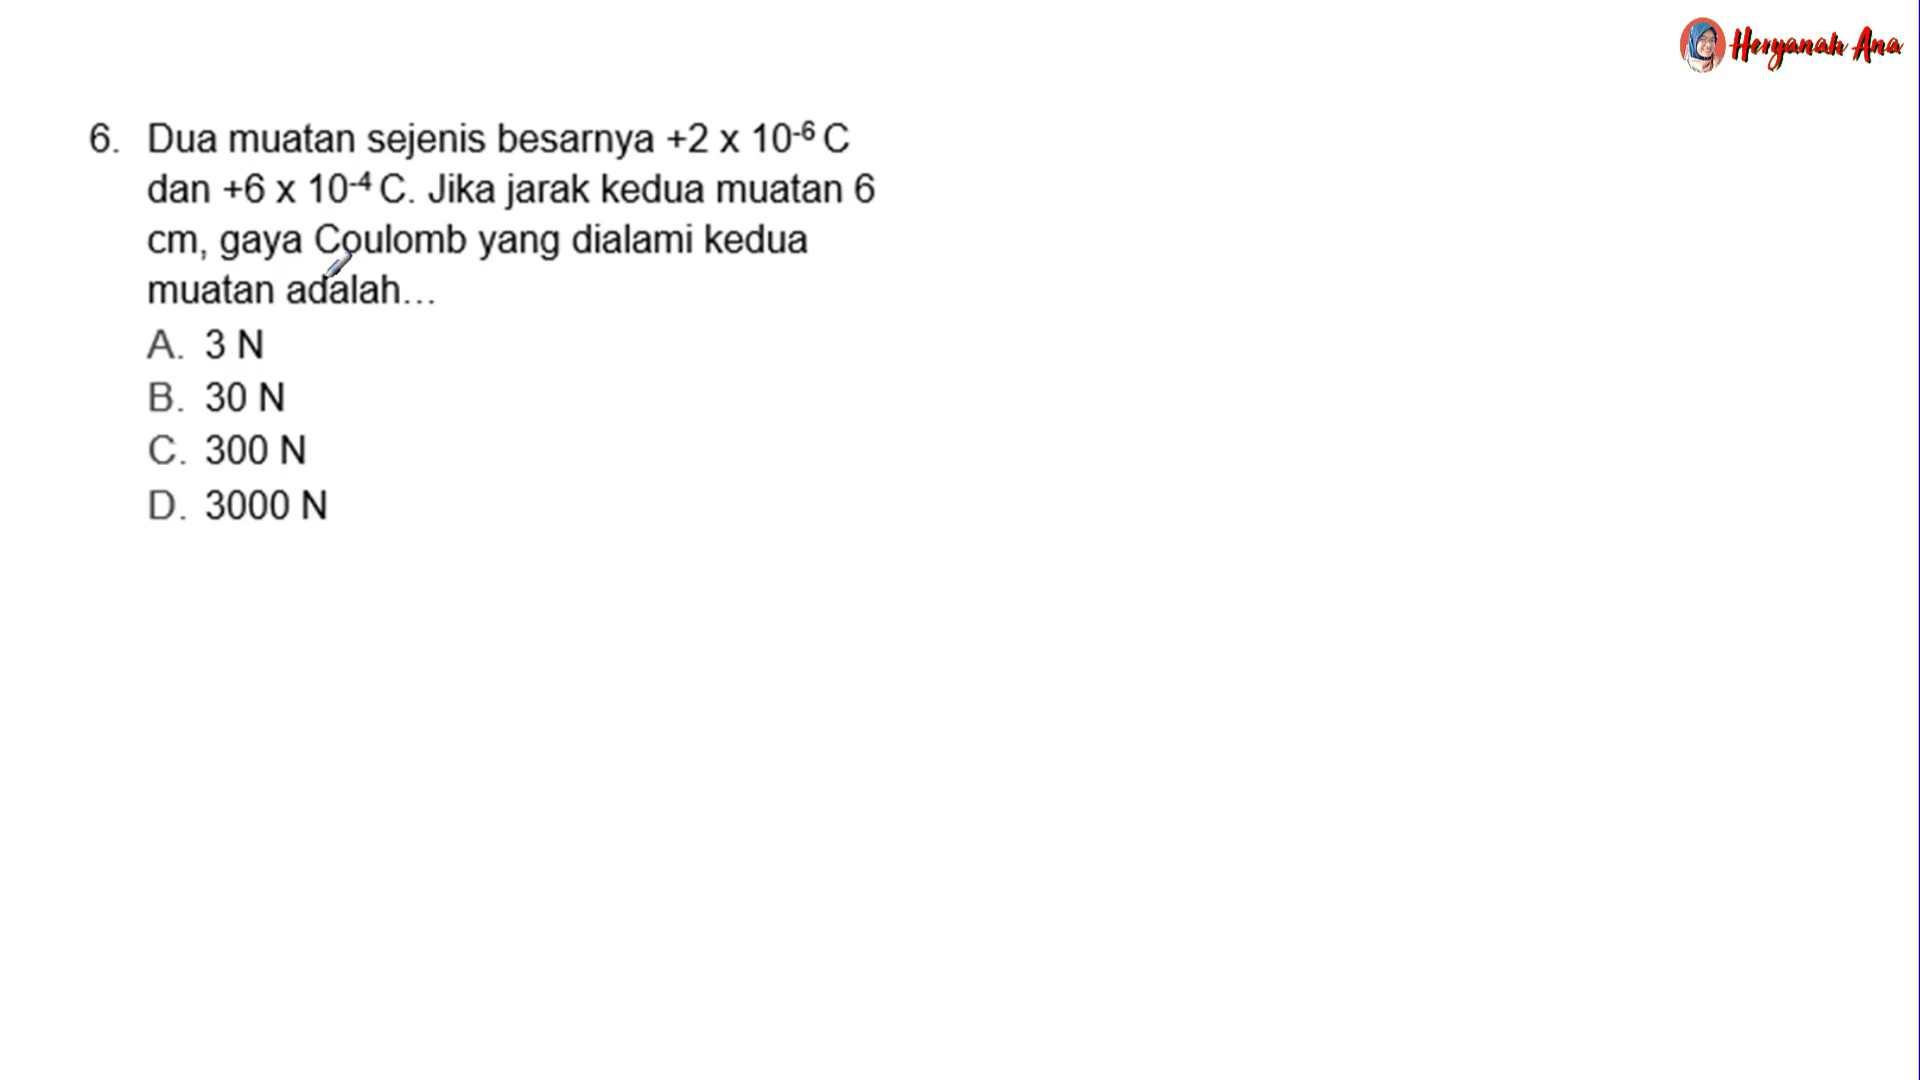 Heryanah Ana
6. Dua muatan sejenis besarnya +2 x 10⁻⁶ C
dan +6 x 10⁻⁴ C. Jika jarak kedua muatan 6
cm, gaya Coulomb yang dialami kedua
muatan adalah...
A. 3 N
B. 30 N
C. 300 N
D. 3000 N